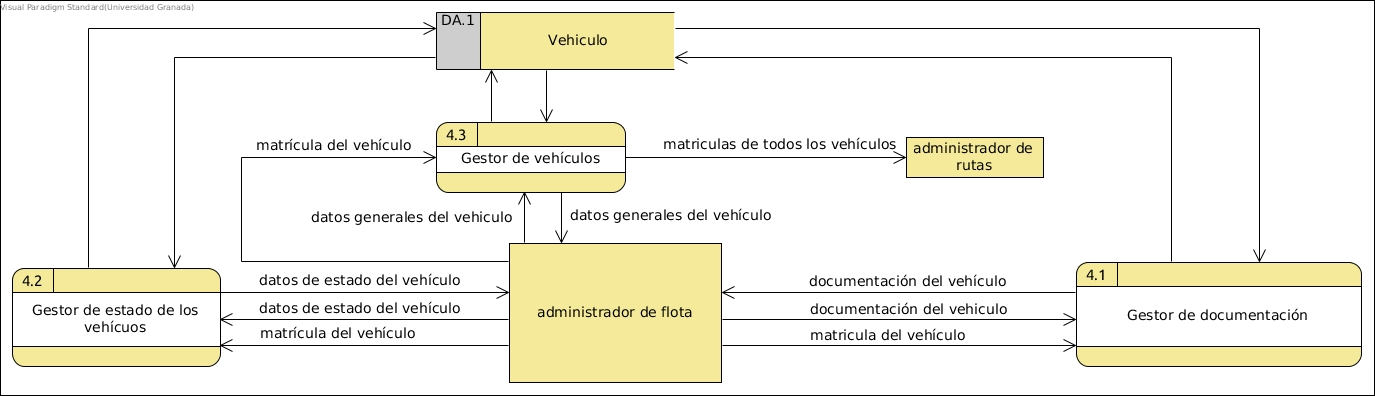 Visual Paradigm Standard(Universidad Granada)
DA.1
Vehiculo
4.3
Gestor de vehículos
matrícula del vehículo
matriculas de todos los vehículos
administrador de
rutas
datos generales del vehiculo
datos generales del vehículo
4.2
Gestor de estado de los
vehícuos
datos de estado del vehículo
datos de estado del vehículo
matrícula del vehículo
administrador de flota
documentación del vehículo
documentación del vehiculo
matricula del vehículo
4.1
Gestor de documentación